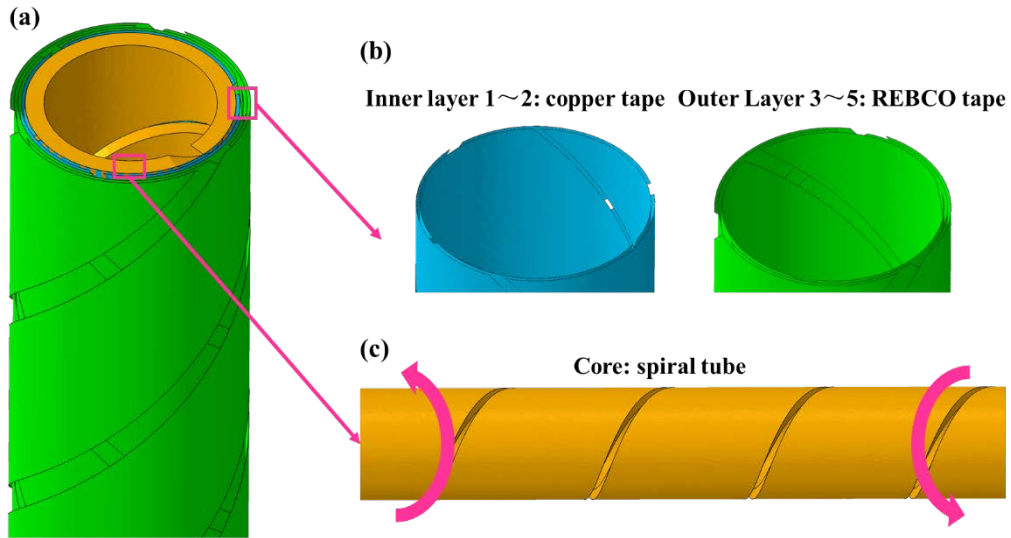 (a)
(b)
Inner layer 1～2: copper tape Outer Layer 3～5: REBCO tape
(c)
Core: spiral tube